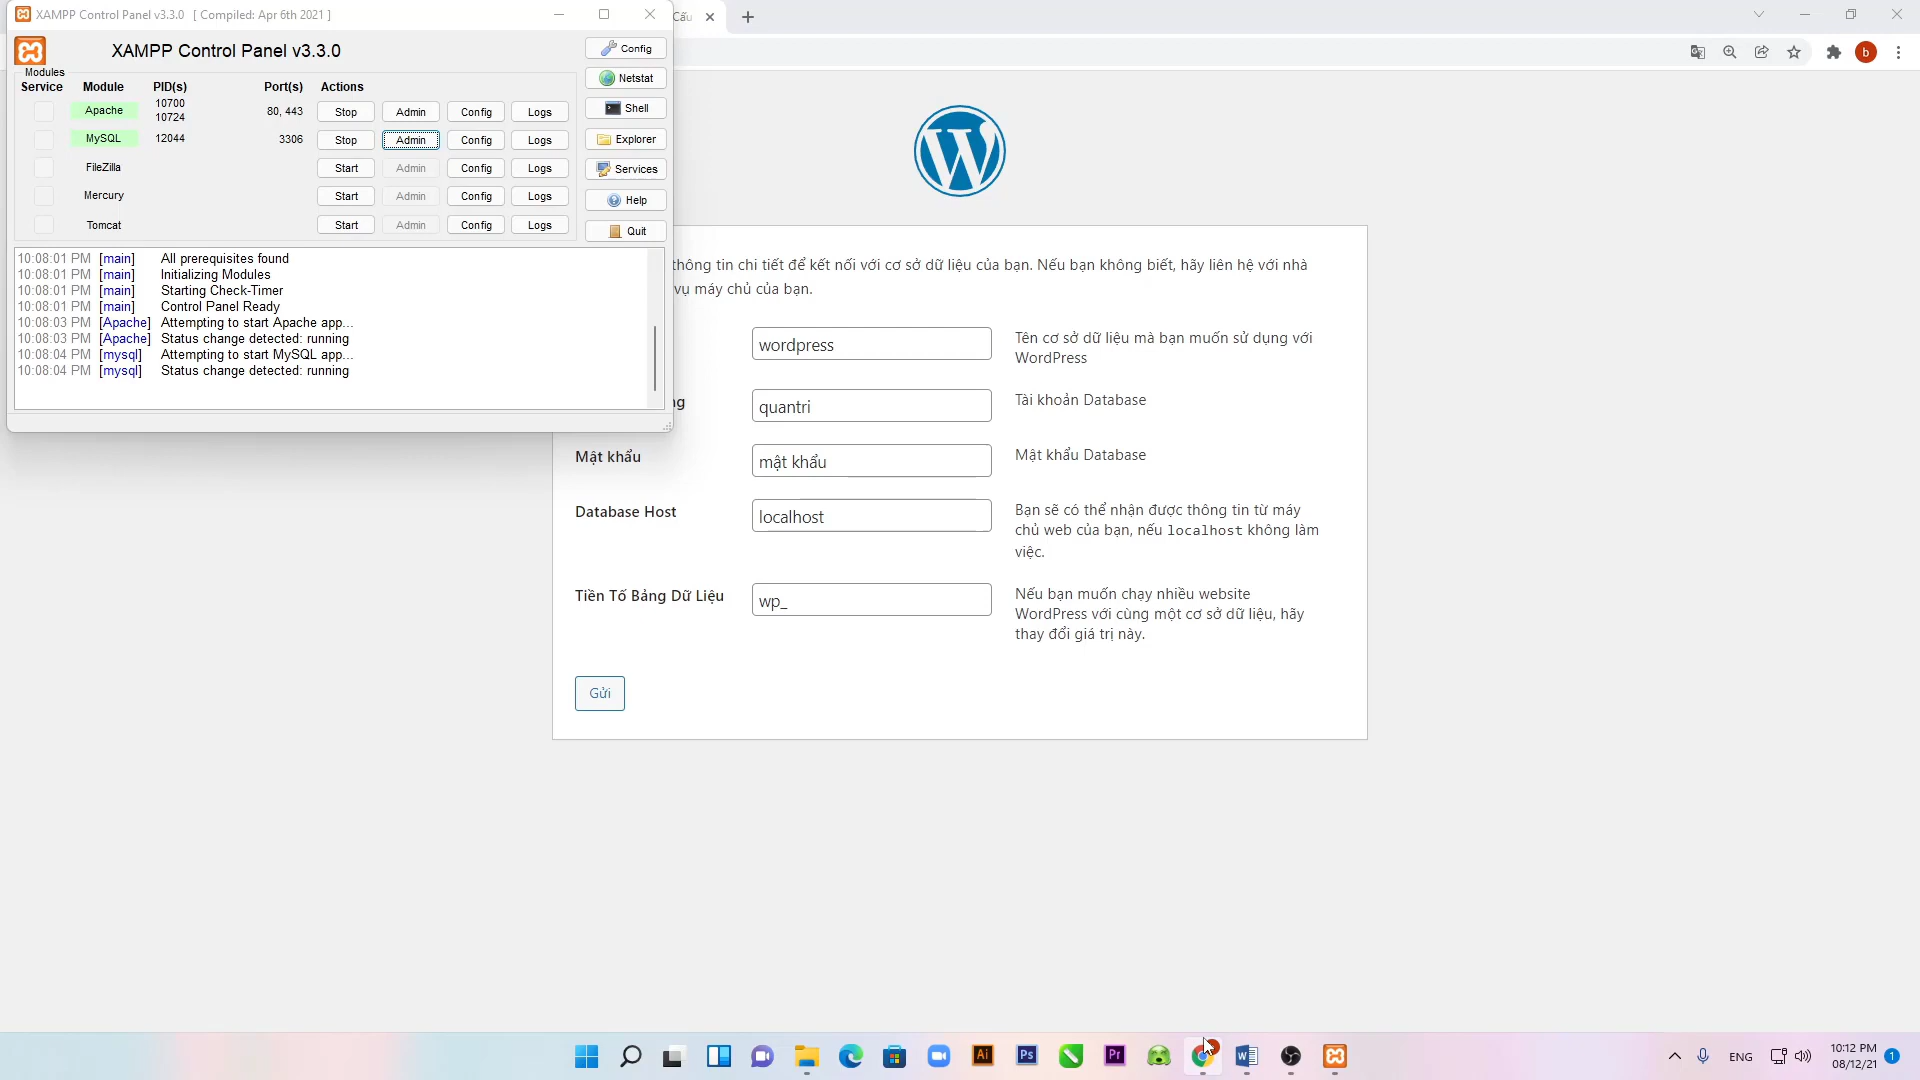 XAMPP Control Panel v3.3.0 [ Compiled: Apr 6th 2021 ]
Cấu
XAMPP Control Panel v3.3.0
Config
Modules
Service Module PID(s) Port(s) Actions
Netstat
Apache 10700 10724 80, 443 Stop Admin Config Logs
Shell
MySQL 12044 3306 Stop Admin Config Logs
Explorer
FileZilla Start Admin Config Logs
Services
Mercury Start Admin Config Logs
Help
Tomcat Start Admin Config Logs
Quit
10:08:01 PM [main] All prerequisites found
10:08:01 PM [main] Initializing Modules
10:08:01 PM [main] Starting Check-Timer
10:08:01 PM [main] Control Panel Ready
10:08:03 PM [Apache] Attempting to start Apache app...
10:08:03 PM [Apache] Status change detected: running
10:08:04 PM [mysql] Attempting to start MySQL app...
10:08:04 PM [mysql] Status change detected: running
b
thông tin chi tiết để kết nối với cơ sở dữ liệu của bạn. Nếu bạn không biết, hãy liên hệ với nhà
vụ máy chủ của bạn.
wordpress
Tên cơ sở dữ liệu mà bạn muốn sử dụng với
WordPress
ng
quantri
Tài khoản Database
Mật khẩu
mật khẩu
Mật khẩu Database
Database Host
localhost
Bạn sẽ có thể nhận được thông tin từ máy
chủ web của bạn, nếu localhost không làm
việc.
Tiền Tố Bảng Dữ Liệu
wp_
Nếu bạn muốn chạy nhiều website
WordPress với cùng một cơ sở dữ liệu, hãy
thay đổi giá trị này.
Gửi
Ai
Ps
Pr
ENG
10:12 PM
08/12/21
1